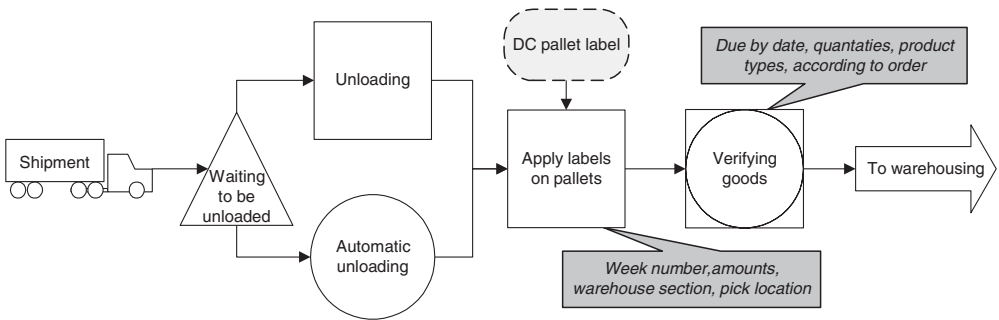 Shipment
Waiting
to be
unloaded
Unloading
Automatic
unloading
DC pallet label
Apply labels
on pallets
Week number,amounts,
warehouse section, pick location
Due by date, quantaties, product
types, according to order
Verifying
goods
To warehousing